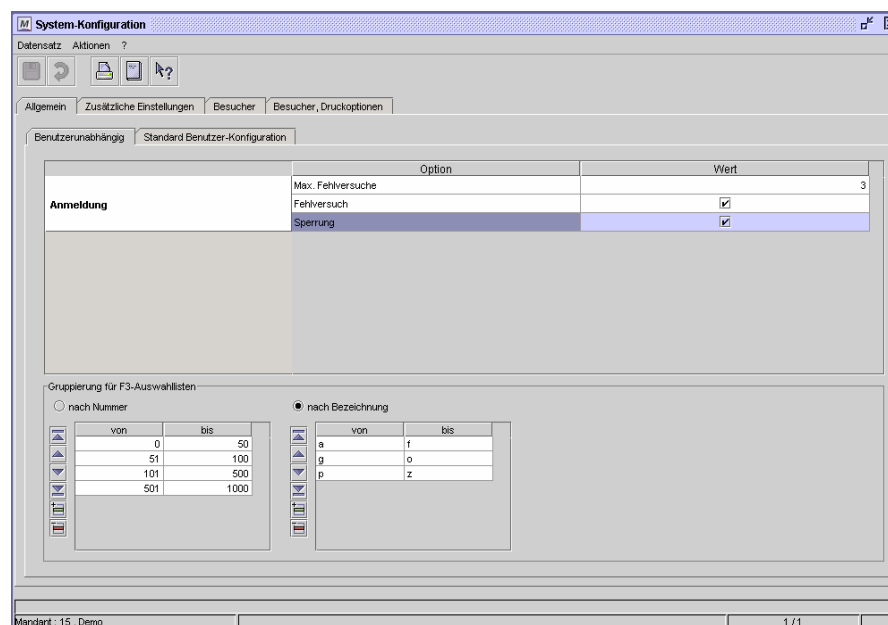 M System-Konfiguration
Datensatz Aktionen ?
?
Allgemein Zusätzliche Einstellungen Besucher Besucher, Druckoptionen
Benutzerunabhängig Standard Benutzer-Konfiguration
Option Wert
Max. Fehlversuche 3
Anmeldung Fehlversuch
Sperrung
Gruppierung für F3-Auswahllisten
nach Nummer nach Bezeichnung
von bis von bis
0 50 a f
51 100 g o
101 500 p z
501 1000
Mandant : 15 , Demo 1 / 1